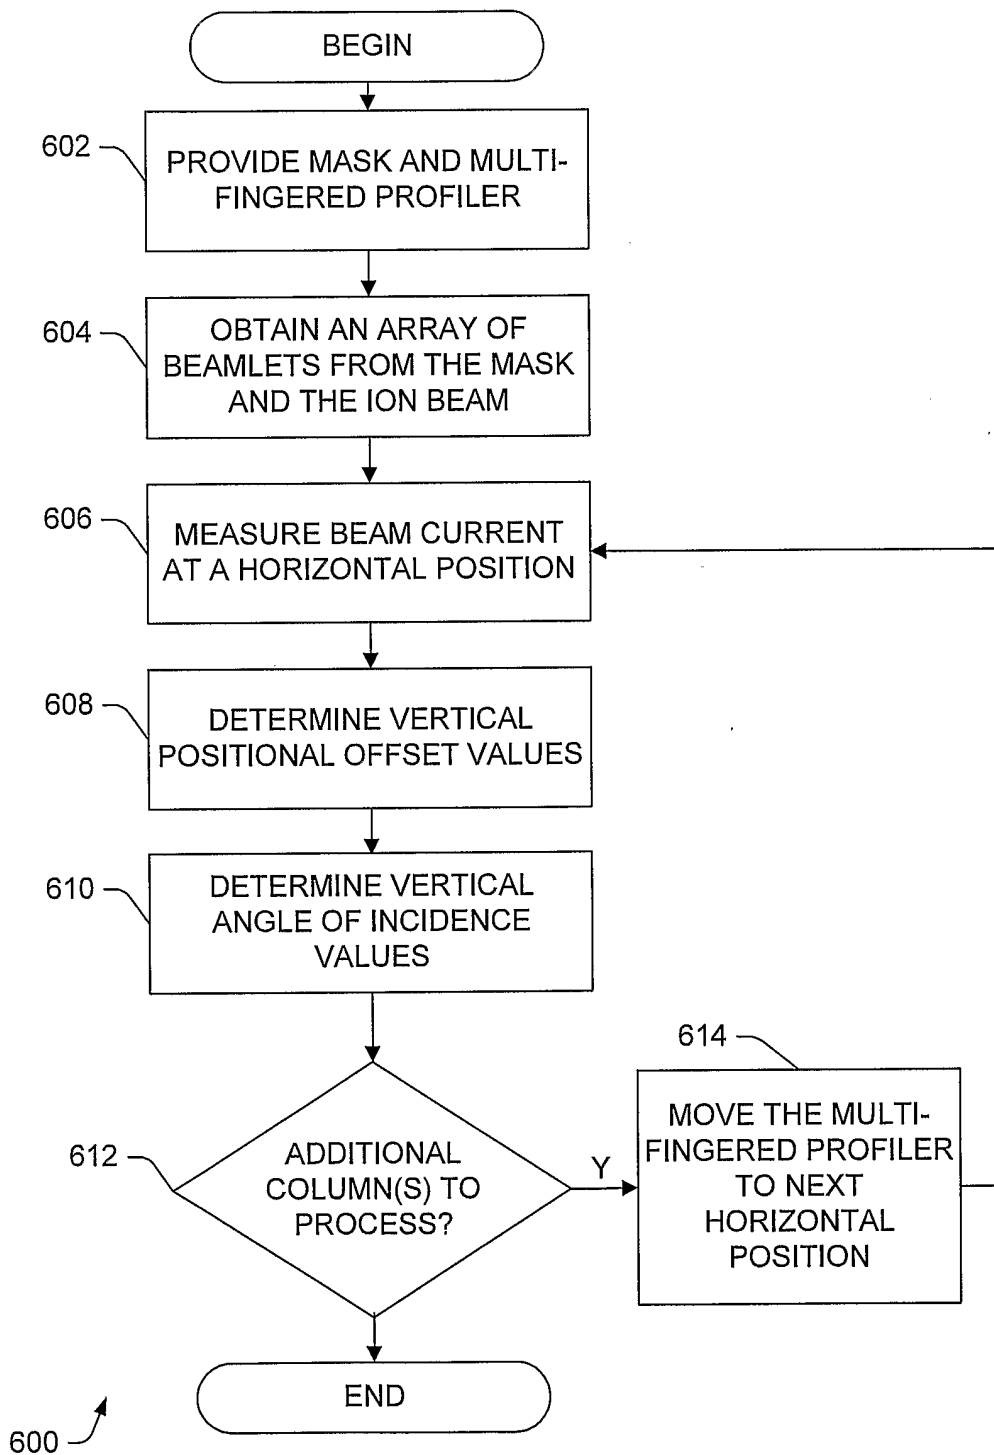 BEGIN
602
PROVIDE MASK AND MULTI-
FINGERED PROFILER
604
OBTAIN AN ARRAY OF
BEAMLETS FROM THE MASK
AND THE ION BEAM
606
MEASURE BEAM CURRENT
AT A HORIZONTAL POSITION
608
DETERMINE VERTICAL
POSITIONAL OFFSET VALUES
610
DETERMINE VERTICAL
ANGLE OF INCIDENCE
VALUES
612
ADDITIONAL
COLUMN(S) TO
PROCESS?
Y
614
MOVE THE MULTI-
FINGERED PROFILER
TO NEXT
HORIZONTAL
POSITION
END
600